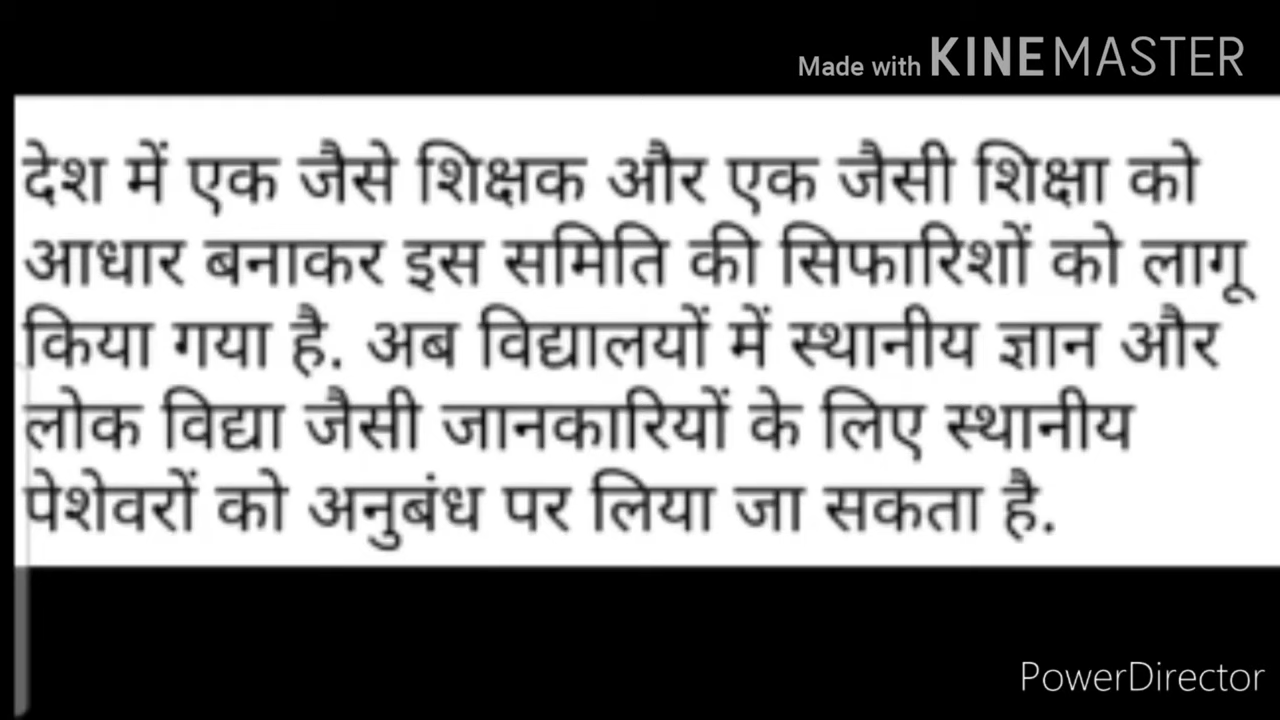 Made with KINEMASTER
देश में एक जैसे शिक्षक और एक जैसी शिक्षा को
आधार बनाकर इस समिति की सिफारिशों को लागू
किया गया है. अब विद्यालयों में स्थानीय ज्ञान और
लोक विद्या जैसी जानकारियों के लिए स्थानीय
पेशेवरों को अनुबंध पर लिया जा सकता है.
PowerDirector